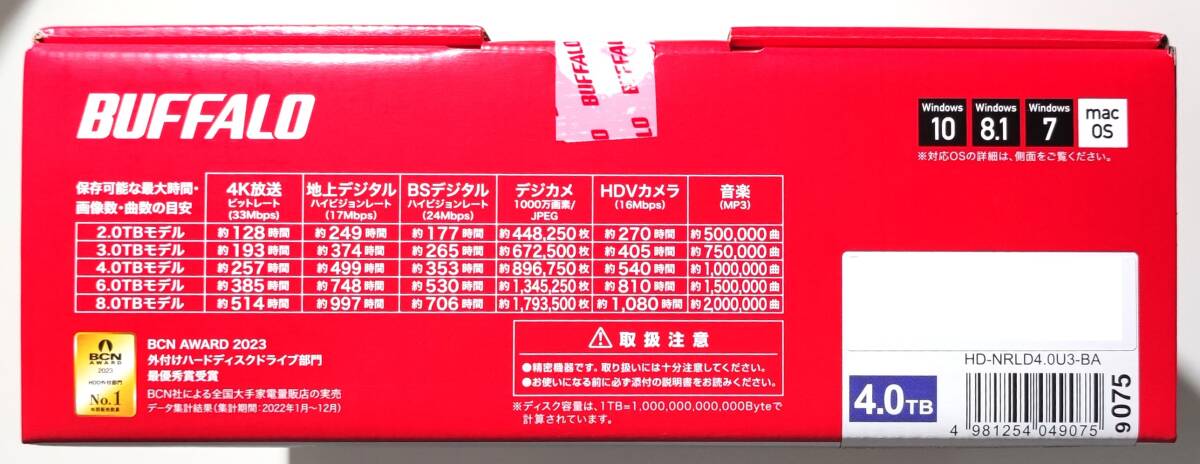 BUFFALO
BUFFALO
BUFFALO
Windows 10
Windows 8.1
Windows 7
mac OS
※対応OSの詳細は、側面をご覧ください。
保存可能な最大時間・画像数・曲数の目安 4K放送 ビットレート (33Mbps) 地上デジタル ハイビジョンレート (17Mbps) BSデジタル ハイビジョンレート (24Mbps) デジカメ 1000万画素/JPEG HDVカメラ (16Mbps) 音楽 (MP3)
2.0TBモデル 約128時間 約249時間 約177時間 約448,250枚 約270時間 約500,000曲
3.0TBモデル 約193時間 約374時間 約265時間 約672,500枚 約405時間 約750,000曲
4.0TBモデル 約257時間 約499時間 約353時間 約896,750枚 約540時間 約1,000,000曲
6.0TBモデル 約385時間 約748時間 約530時間 約1,345,250枚 約810時間 約1,500,000曲
8.0TBモデル 約514時間 約997時間 約706時間 約1,793,500枚 約1,080時間 約2,000,000曲
BCN
AWARD
2023
HDD外付部門
No.1
年間販売数量
BCN AWARD 2023
外付けハードディスクドライブ部門
最優秀賞受賞
BCN社による全国大手家電量販店の実売
データ集計結果(集計期間:2022年1月~12月)
取扱注意
●精密機器です。取り扱いには十分注意してください。
●お使いになる前に必ず添付の説明書をお読みください。
※ディスク容量は、1TB=1,000,000,000,000Byteで
計算されています。
HD-NRLD4.0U3-BA
4.0TB
4 981254 049075
9075